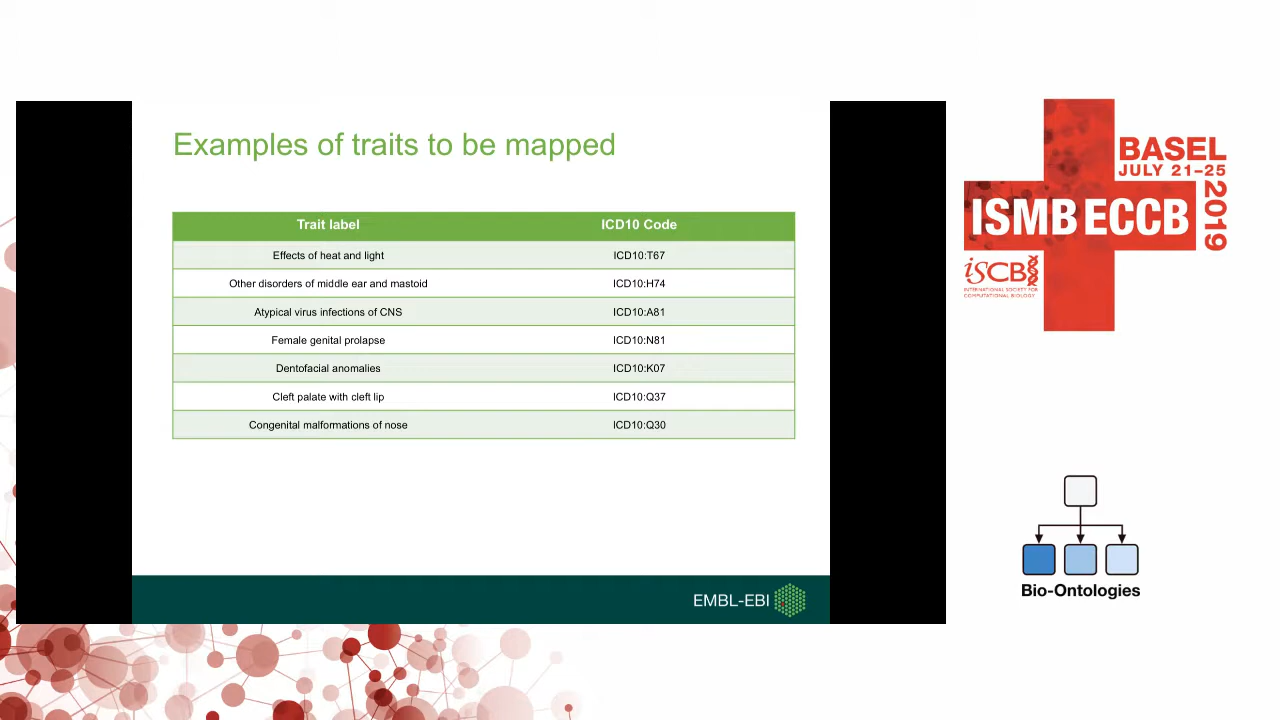 Examples of traits to be mapped
Trait label ICD10 Code
Effects of heat and light ICD10:T67
Other disorders of middle ear and mastoid ICD10:H74
Atypical virus infections of CNS ICD10:A81
Female genital prolapse ICD10:N81
Dentofacial anomalies ICD10:K07
Cleft palate with cleft lip ICD10:Q37
Congenital malformations of nose ICD10:Q30
EMBL-EBI
BASEL
JULY 21–25
2019
ISMB ECCB
iSCB
INTERNATIONAL SOCIETY FOR
COMPUTATIONAL BIOLOGY
Bio-Ontologies